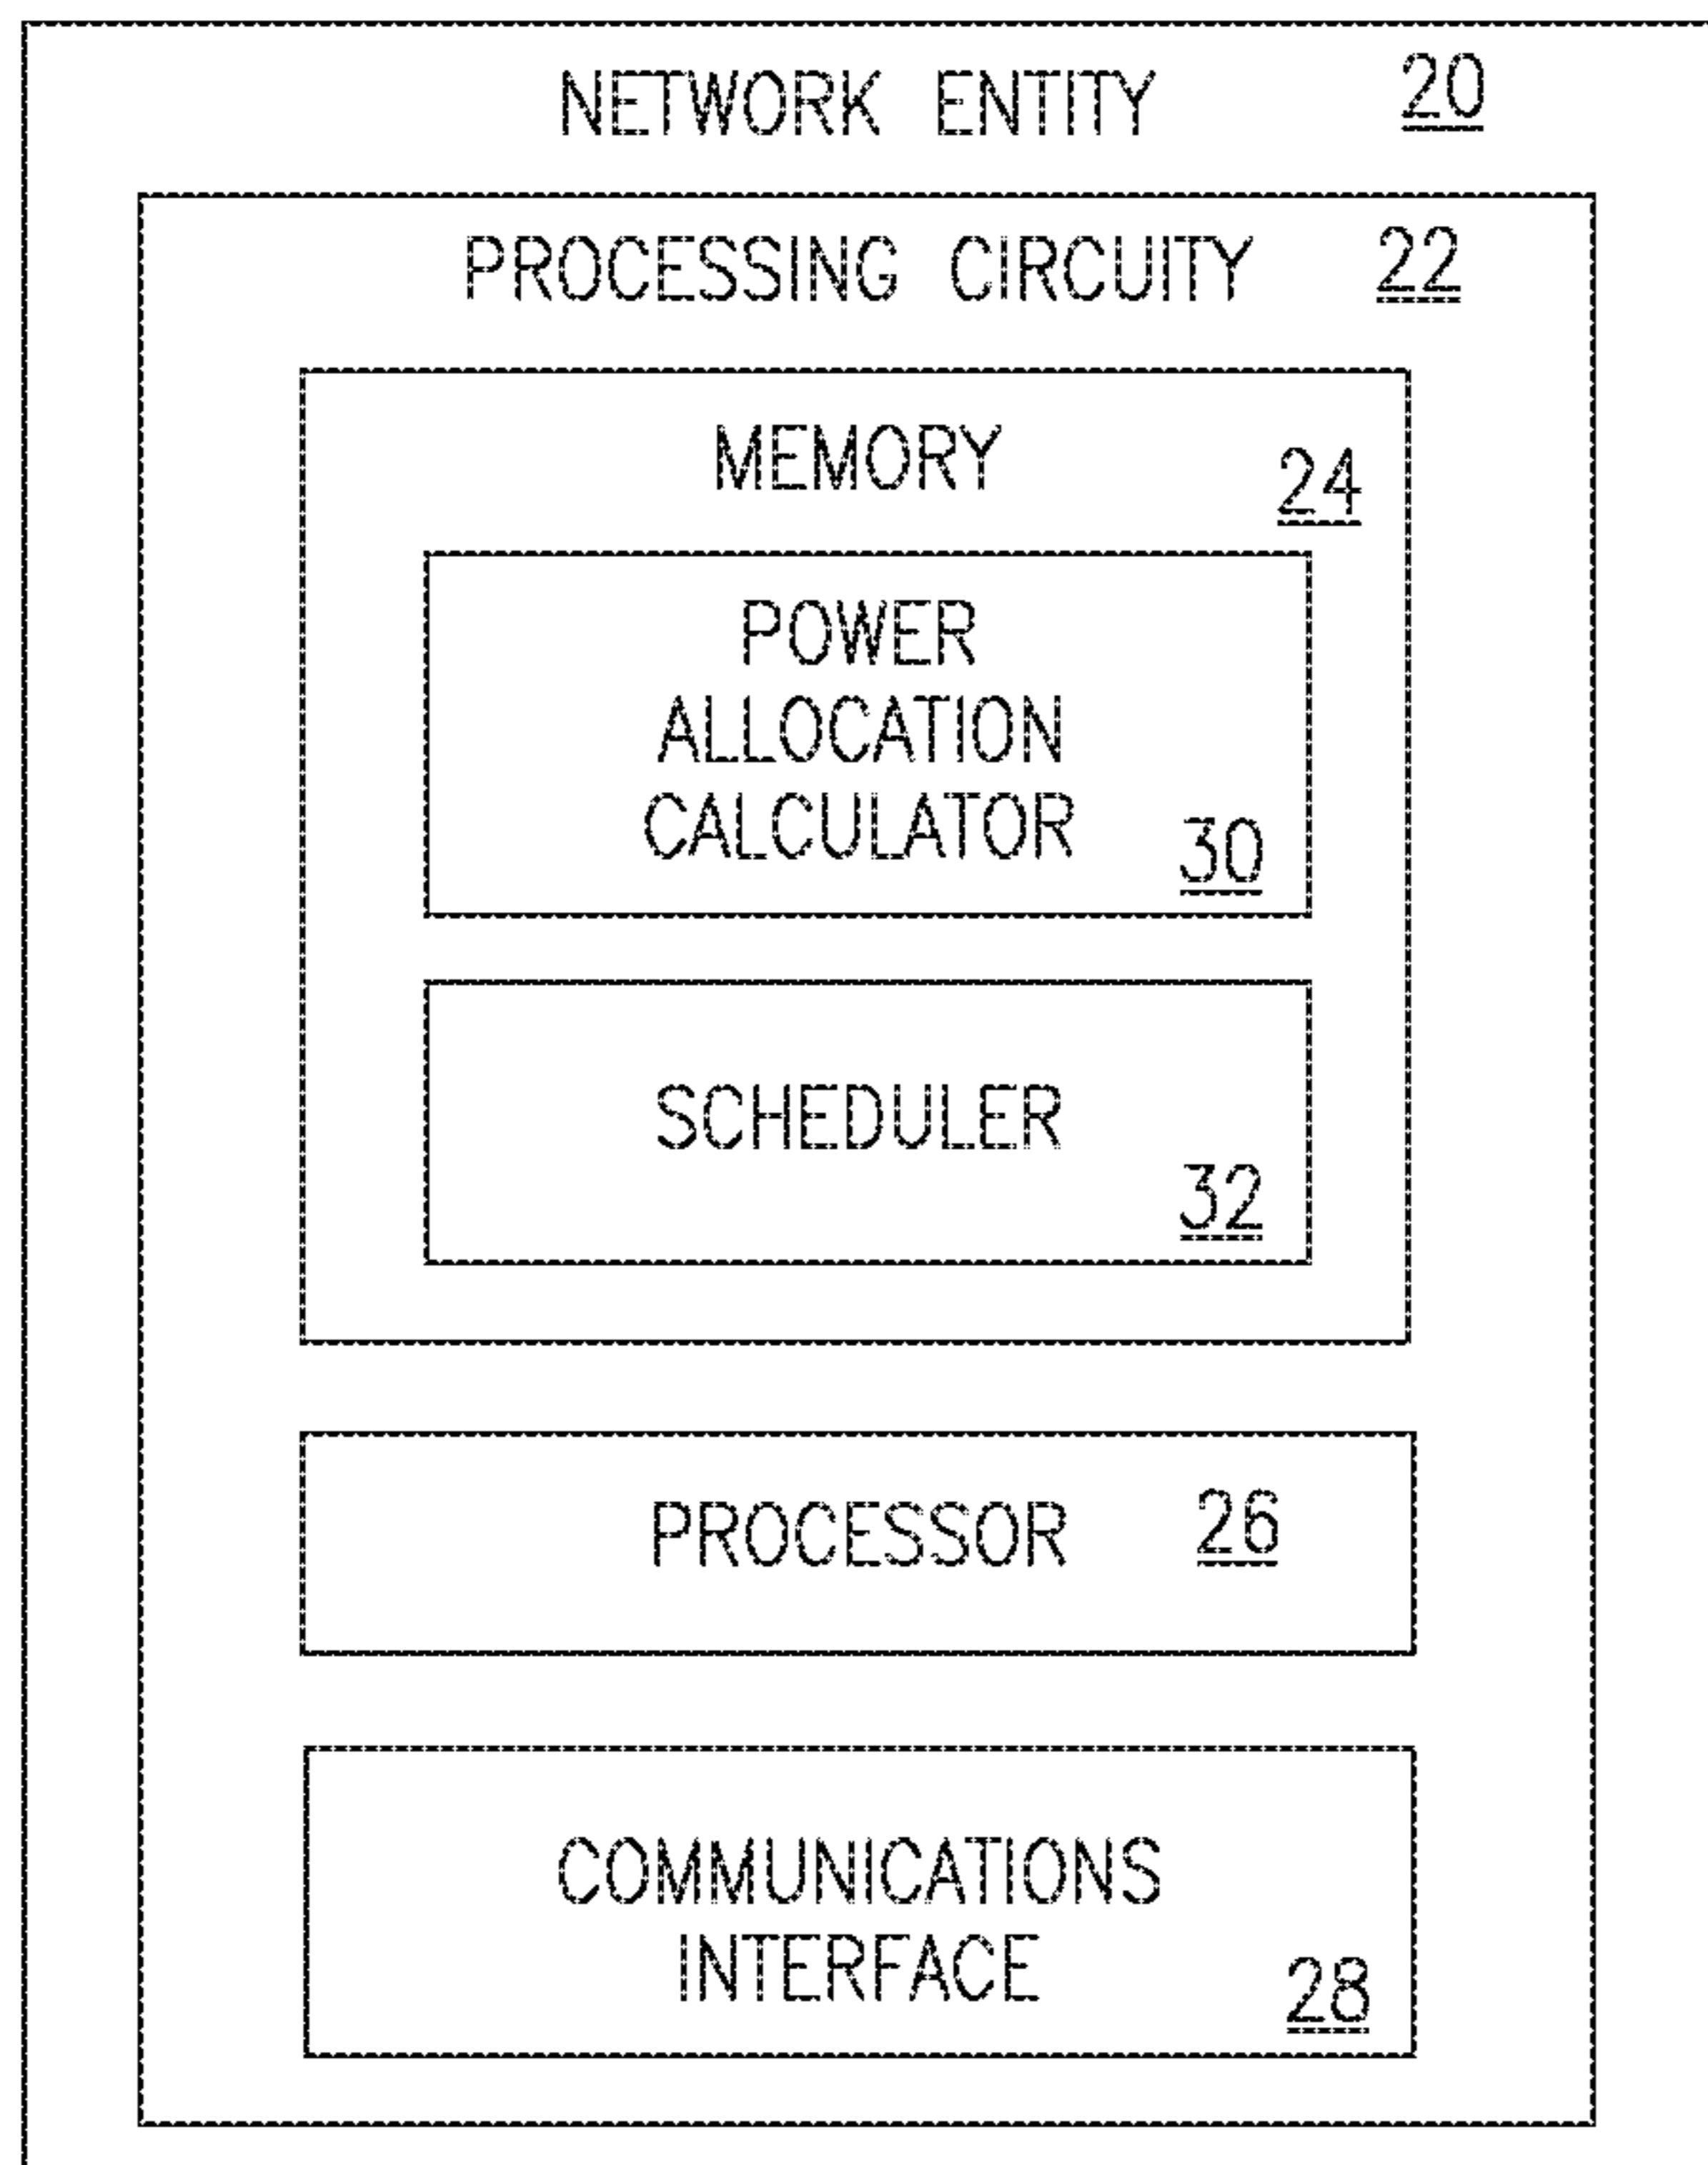 NETWORK ENTITY 20
PROCESSING CIRCUITY 22
MEMORY
24
POWER
ALLOCATION
CALCULATOR
30
SCHEDULER
32
PROCESSOR 26
COMMUNICATIONS
INTERFACE
28